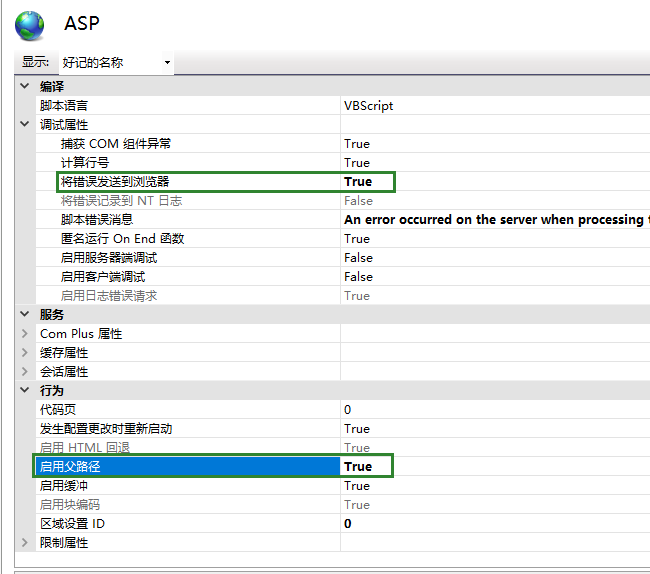 ASP
显示: 好记的名称
编译
脚本语言 VBScript
调试属性
捕获 COM 组件异常 True
计算行号 True
将错误发送到浏览器 True
将错误记录到 NT 日志 False
脚本错误消息 An error occurred on the server when processing t
匿名运行 On End 函数 True
启用服务器端调试 False
启用客户端调试 False
启用日志错误请求 True
服务
Com Plus 属性
缓存属性
会话属性
行为
代码页 0
发生配置更改时重新启动 True
启用 HTML 回退 True
启用父路径 True
启用缓冲 True
启用块编码 True
区域设置 ID 0
限制属性